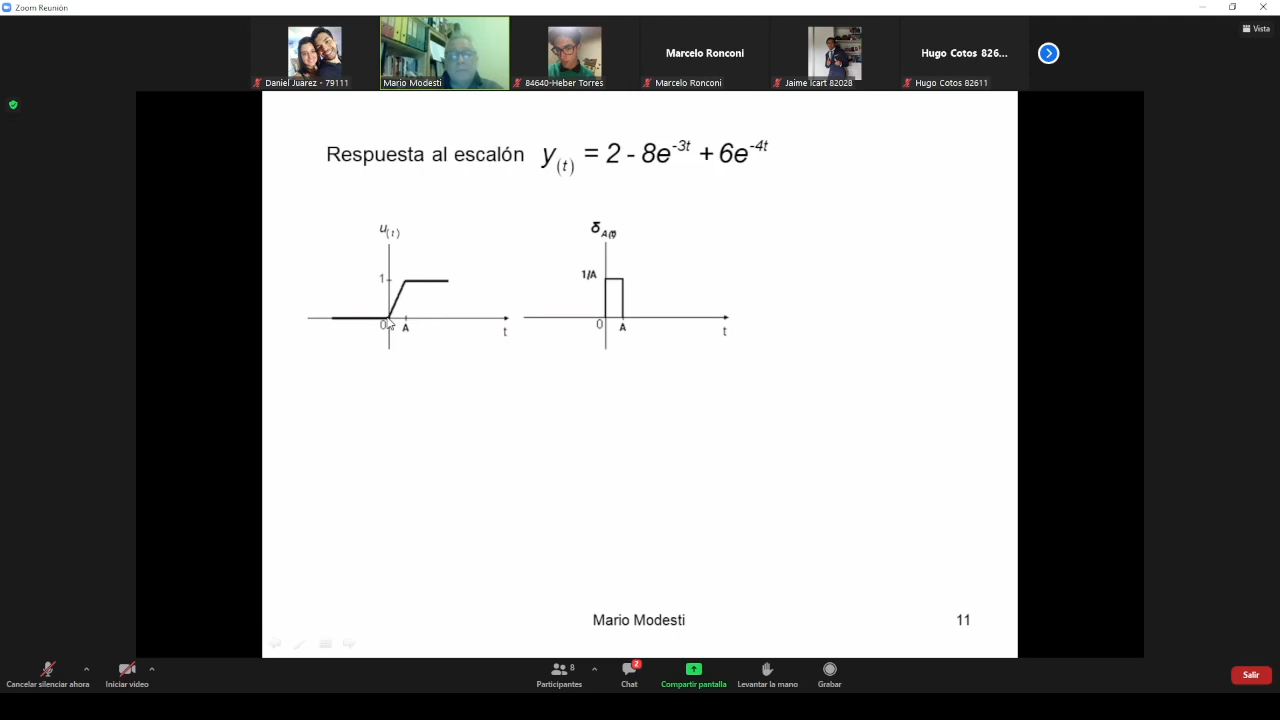 Zoom Reunión
Vista
Marcelo Ronconi
Hugo Cotos 826...
Daniel Juarez - 79111
Mario Modesti
84640-Heber Torres
Marcelo Ronconi
Jaime Icart 82028
Hugo Cotos 82611
Respuesta al escalón y(t) = 2 - 8e^-3t + 6e^-4t
u(t)
1
0
A
t
δA(t)
1/A
0
A
t
Mario Modesti
11
8
2
Cancelar silenciar ahora
Iniciar video
Participantes
Chat
Compartir pantalla
Levantar la mano
Grabar
Salir